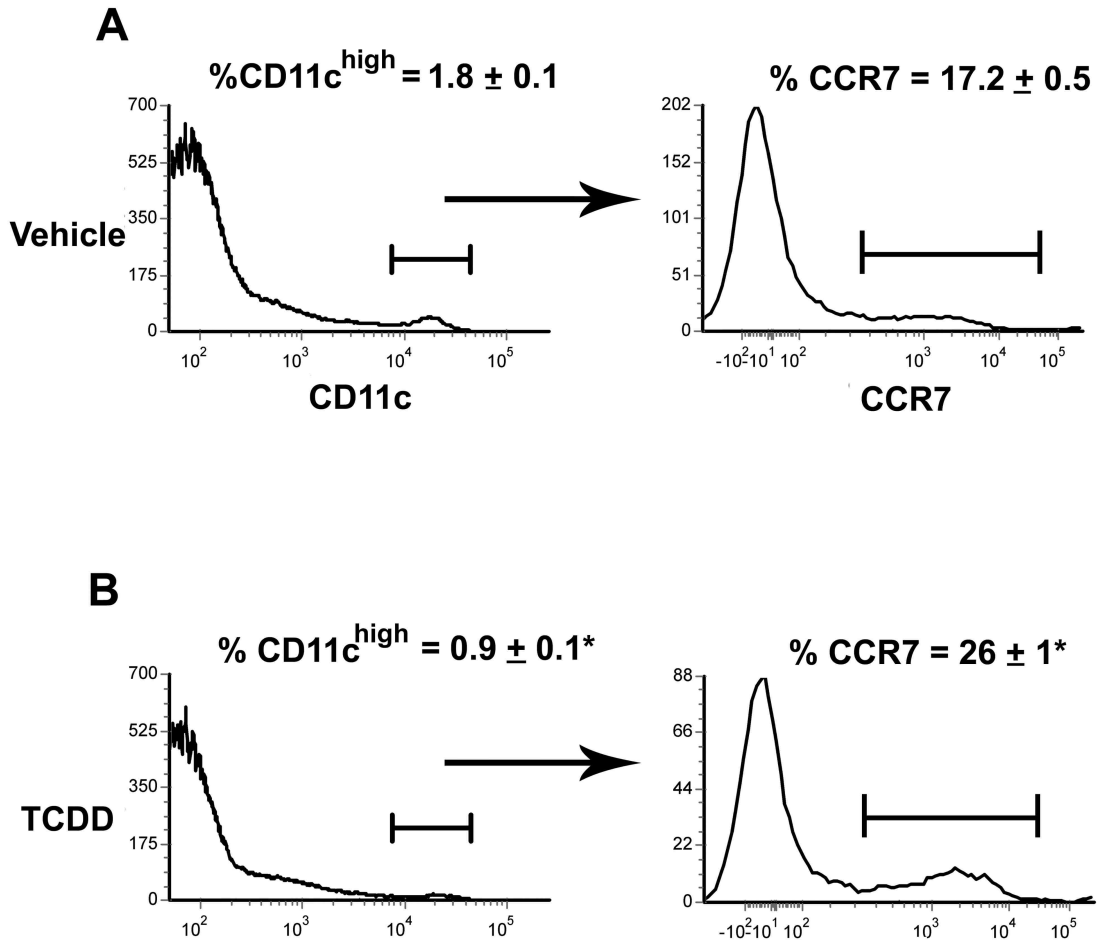 A
%CD11c^high = 1.8 ± 0.1
% CCR7 = 17.2 ± 0.5
Vehicle
700
525
350
175
0
10^2 10^3 10^4 10^5
CD11c
202
152
101
51
0
-10^2 -10^1 10^2 10^3 10^4 10^5
CCR7
B
% CD11c^high = 0.9 ± 0.1*
% CCR7 = 26 ± 1*
TCDD
700
525
350
175
0
10^2 10^3 10^4 10^5
88
66
44
22
0
-10^2 -10^1 10^2 10^3 10^4 10^5